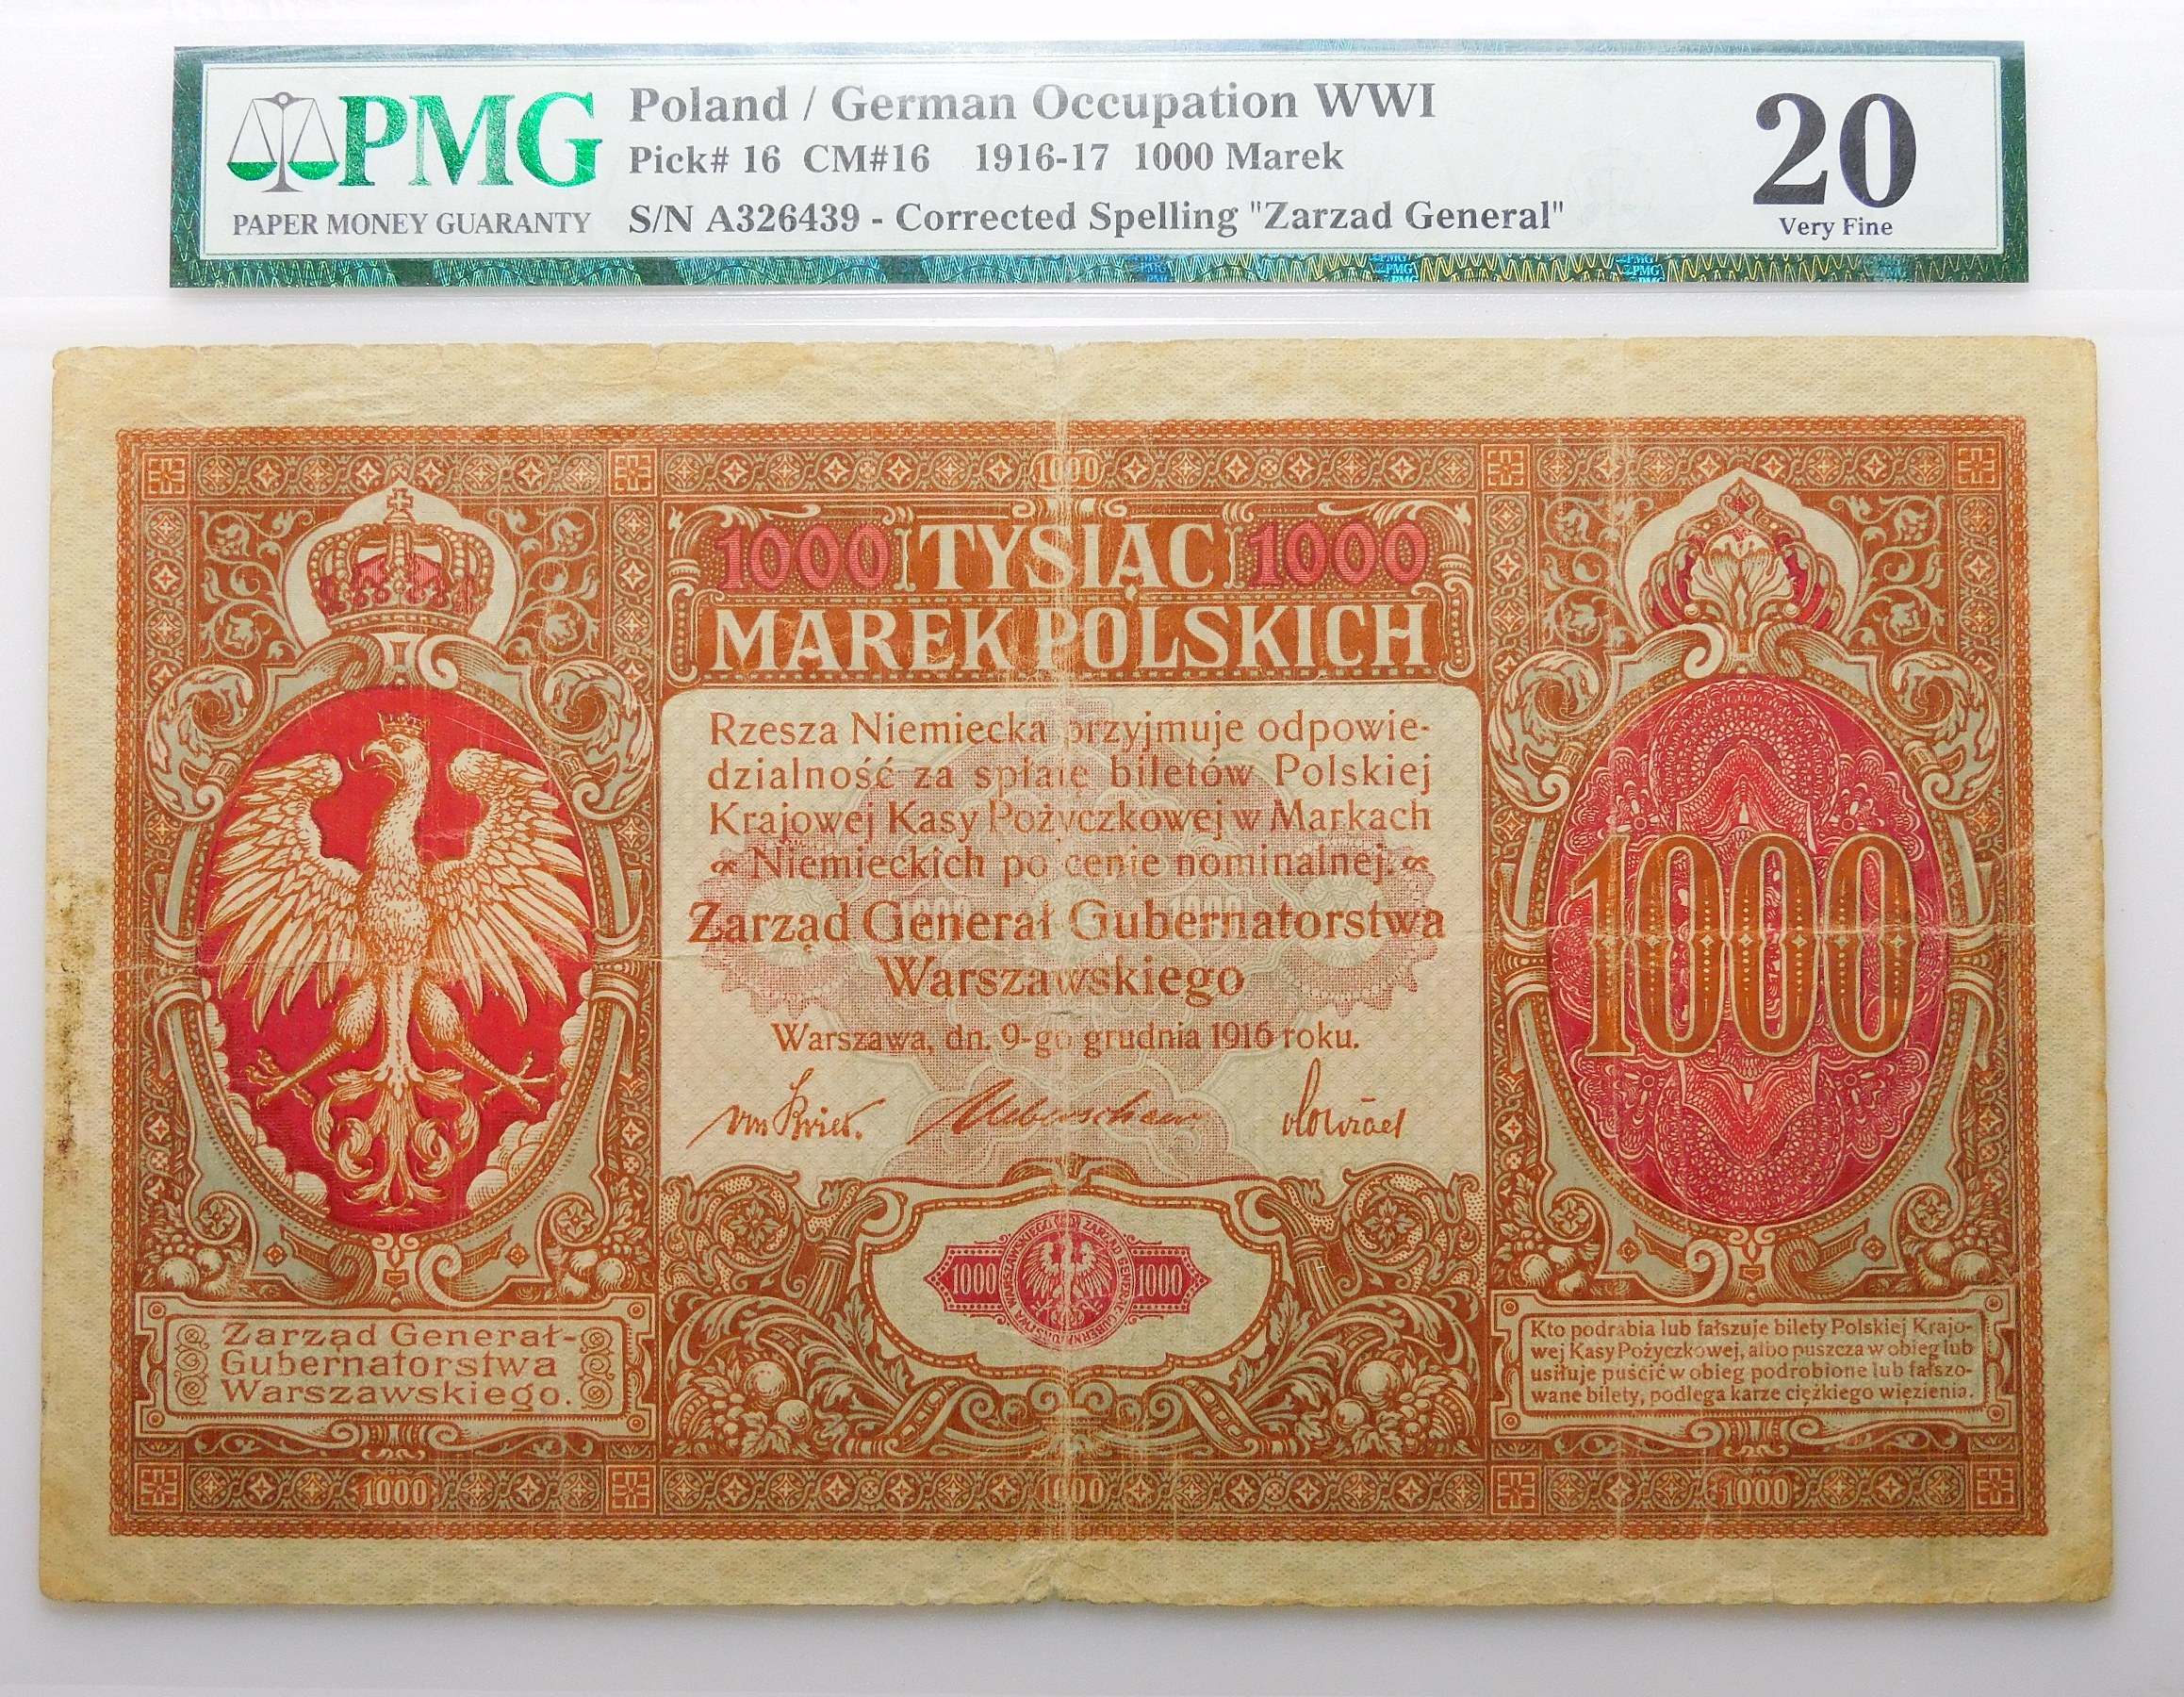 PMG
PAPER MONEY GUARANTY
Poland / German Occupation WWI
Pick# 16 CM#16 1916-17 1000 Marek
S/N A326439 - Corrected Spelling "Zarzad General"
20
Very Fine
1000
1000 TYSIĄC 1000
MAREK POLSKICH
Rzesza Niemiecka przyjmuje odpowie-
dzialność za spłatę biletów Polskiej
Krajowej Kasy Pożyczkowej w Markach
Niemieckich po cenie nominalnej.
Zarząd Generał Gubernatorstwa
Warszawskiego
Warszawa, dn. 9-go grudnia 1916 roku.
1000
1000 1000
ZARZĄD GENERAŁ GUBERNATORSTWA WARSZAWSKIEGO
Zarząd Generał-
Gubernatorstwa
Warszawskiego.
Kto podrabia lub fałszuje bilety Polskiej Krajo-
wej Kasy Pożyczkowej, albo puszcza w obieg lub
usiłuje puścić w obieg podrobione lub fałszo-
wane bilety, podlega karze ciężkiego więzienia.
1000 1000 1000